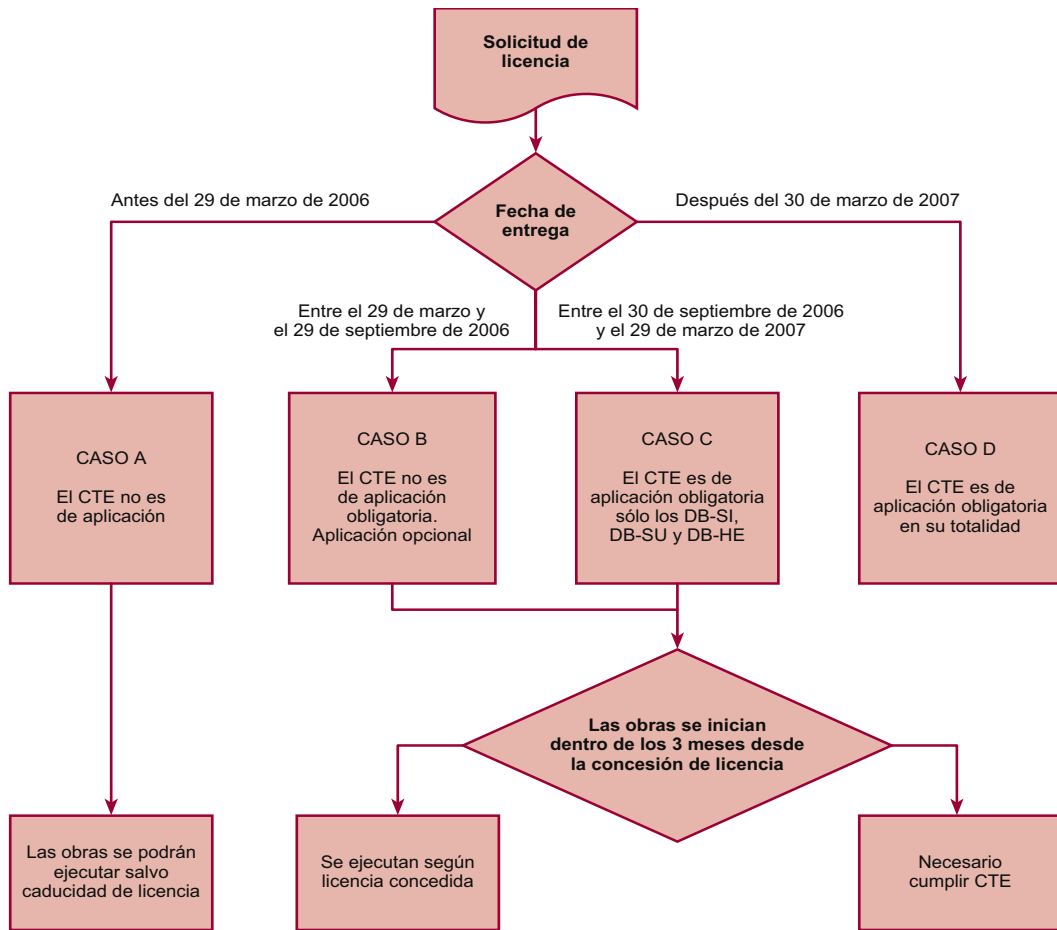 Solicitud de
licencia
Antes del 29 de marzo de 2006
Fecha de
entrega
Después del 30 de marzo de 2007
Entre el 29 de marzo y
el 29 de septiembre de 2006
Entre el 30 de septiembre de 2006
y el 29 de marzo de 2007
CASO A
El CTE no es
de aplicación
CASO B
El CTE no es
de aplicación
obligatoria.
Aplicación opcional
CASO C
El CTE es de
aplicación obligatoria
sólo los DB-SI,
DB-SU y DB-HE
CASO D
El CTE es de
aplicación obligatoria
en su totalidad
Las obras se inician
dentro de los 3 meses desde
la concesión de licencia
Las obras se podrán
ejecutar salvo
caducidad de licencia
Se ejecutan según
licencia concedida
Necesario
cumplir CTE